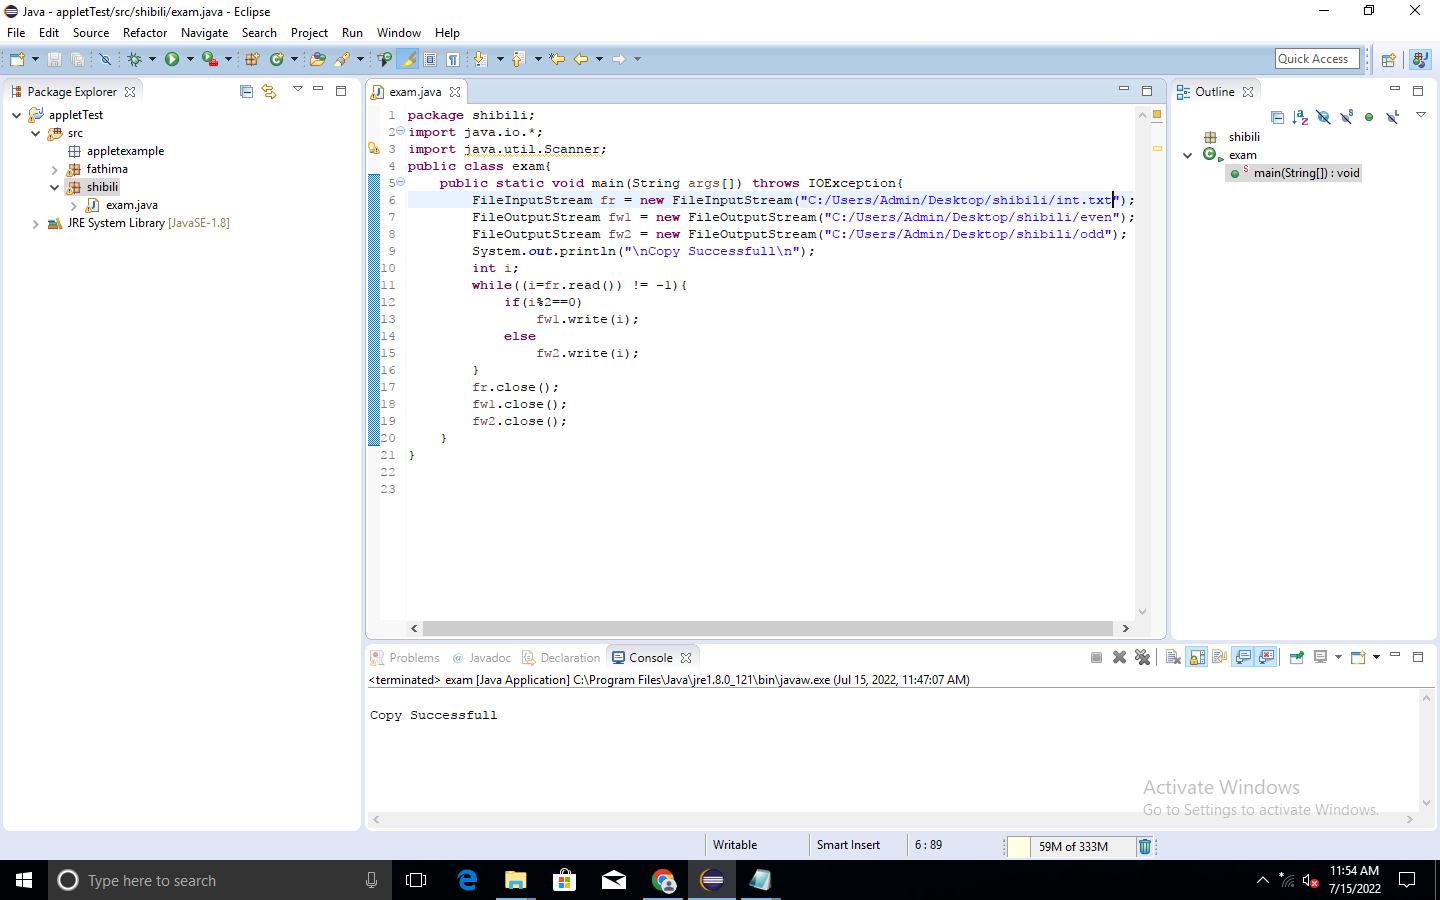 Java - appletTest/src/shibili/exam.java - Eclipse
File Edit Source Refactor Navigate Search Project Run Window Help
Quick Access
Package Explorer
appletTest
src
appletexample
fathima
shibili
exam.java
JRE System Library [JavaSE-1.8]
exam.java
1 package shibili;
2 import java.io.*;
3 import java.util.Scanner;
4 public class exam{
5     public static void main(String args[]) throws IOException{
6         FileInputStream fr = new FileInputStream("C:/Users/Admin/Desktop/shibili/int.txt");
7         FileOutputStream fw1 = new FileOutputStream("C:/Users/Admin/Desktop/shibili/even");
8         FileOutputStream fw2 = new FileOutputStream("C:/Users/Admin/Desktop/shibili/odd");
9         System.out.println("\nCopy Successfull\n");
10         int i;
11         while((i=fr.read()) != -1){
12             if(i%2==0)
13                 fw1.write(i);
14             else
15                 fw2.write(i);
16         }
17         fr.close();
18         fw1.close();
19         fw2.close();
20     }
21 }
22
23
Outline
shibili
exam
main(String[]) : void
Problems @ Javadoc Declaration Console
<terminated> exam [Java Application] C:\Program Files\Java\jre1.8.0_121\bin\javaw.exe (Jul 15, 2022, 11:47:07 AM)
Copy Successfull
Activate Windows
Go to Settings to activate Windows.
Writable Smart Insert 6 : 89 59M of 333M
Type here to search
11:54 AM
7/15/2022